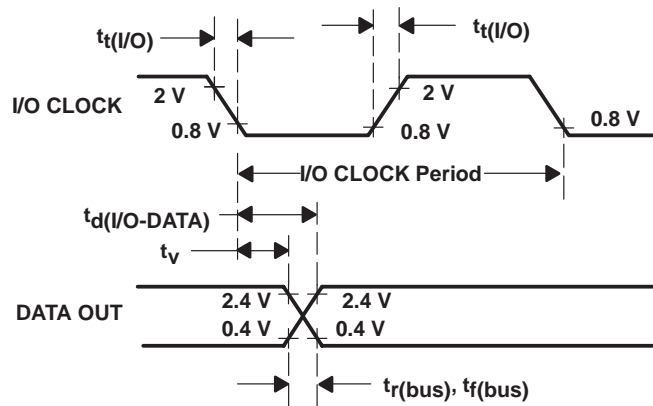 tt(I/O)
tt(I/O)
I/O CLOCK
2 V
2 V
0.8 V
0.8 V
0.8 V
I/O CLOCK Period
td(I/O-DATA)
tv
DATA OUT
2.4 V
2.4 V
0.4 V
0.4 V
tr(bus), tf(bus)